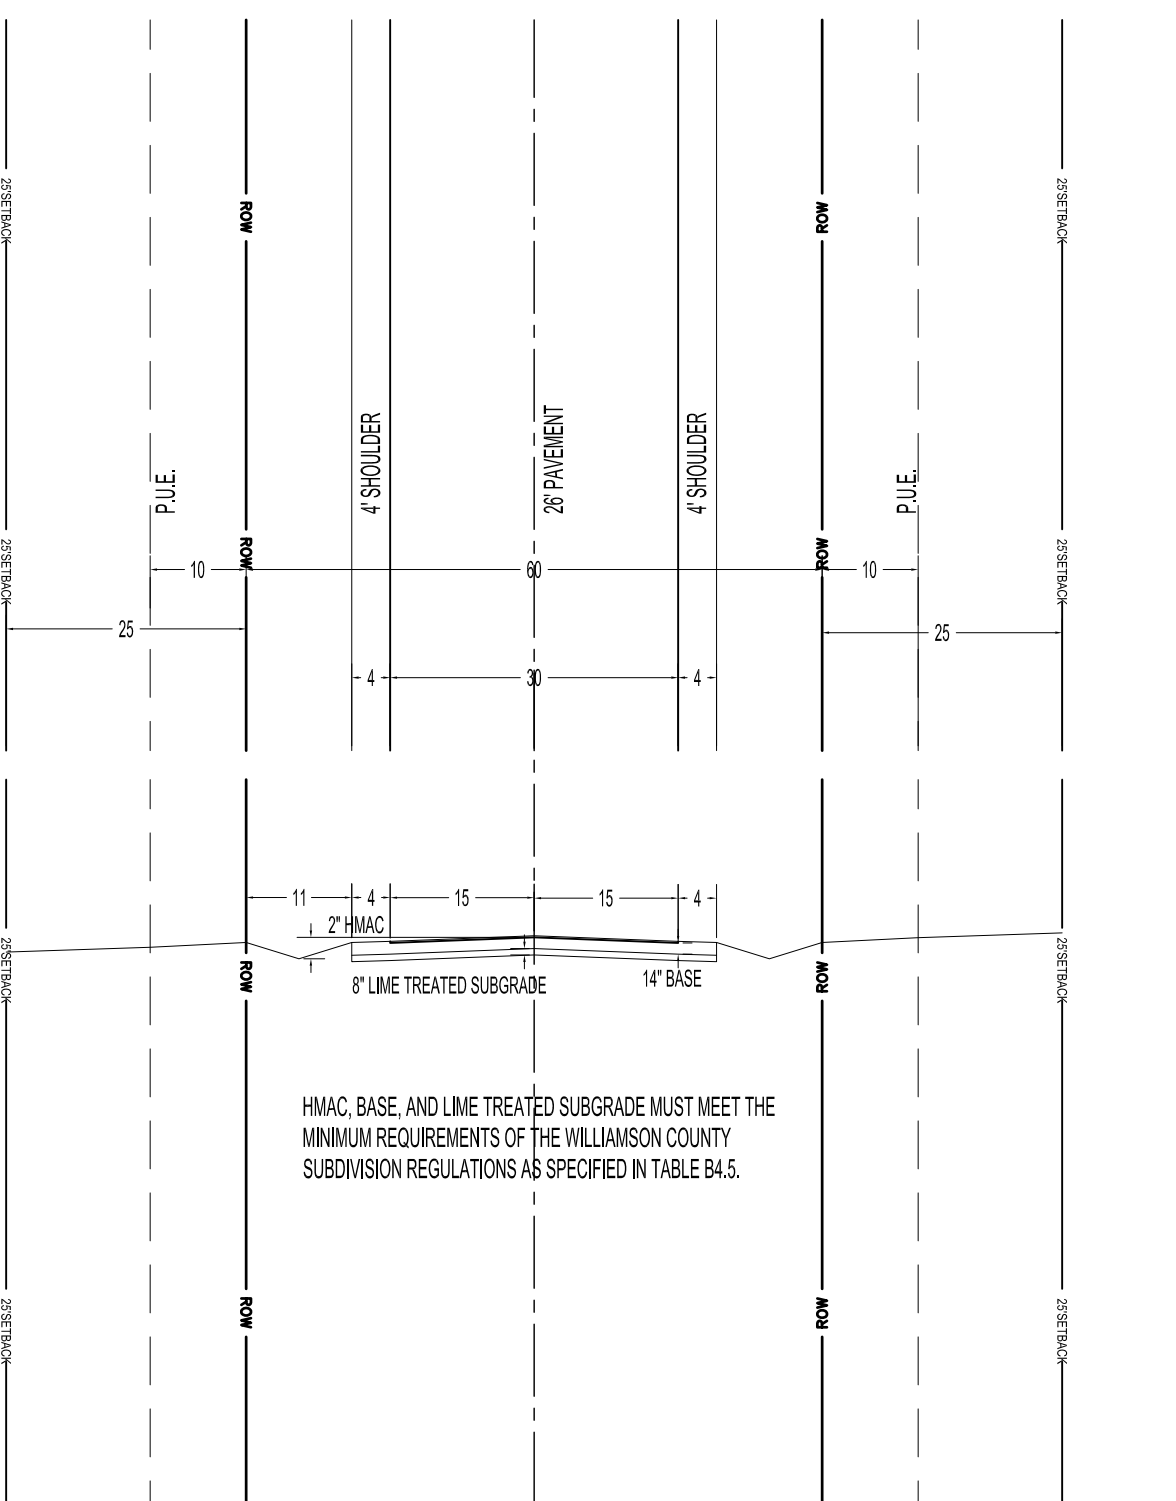 25'SETBACK
ROW
ROW
25'SETBACK
4' SHOULDER
26' PAVEMENT
4' SHOULDER
P.U.E.
P.U.E.
25'SETBACK
ROW
ROW
25'SETBACK
10
60
10
25
25
4
30
4
11
4
15
15
4
2" HMAC
25'SETBACK
ROW
8" LIME TREATED SUBGRADE
14" BASE
ROW
25'SETBACK
HMAC, BASE, AND LIME TREATED SUBGRADE MUST MEET THE
MINIMUM REQUIREMENTS OF THE WILLIAMSON COUNTY
SUBDIVISION REGULATIONS AS SPECIFIED IN TABLE B4.5.
25'SETBACK
ROW
ROW
25'SETBACK